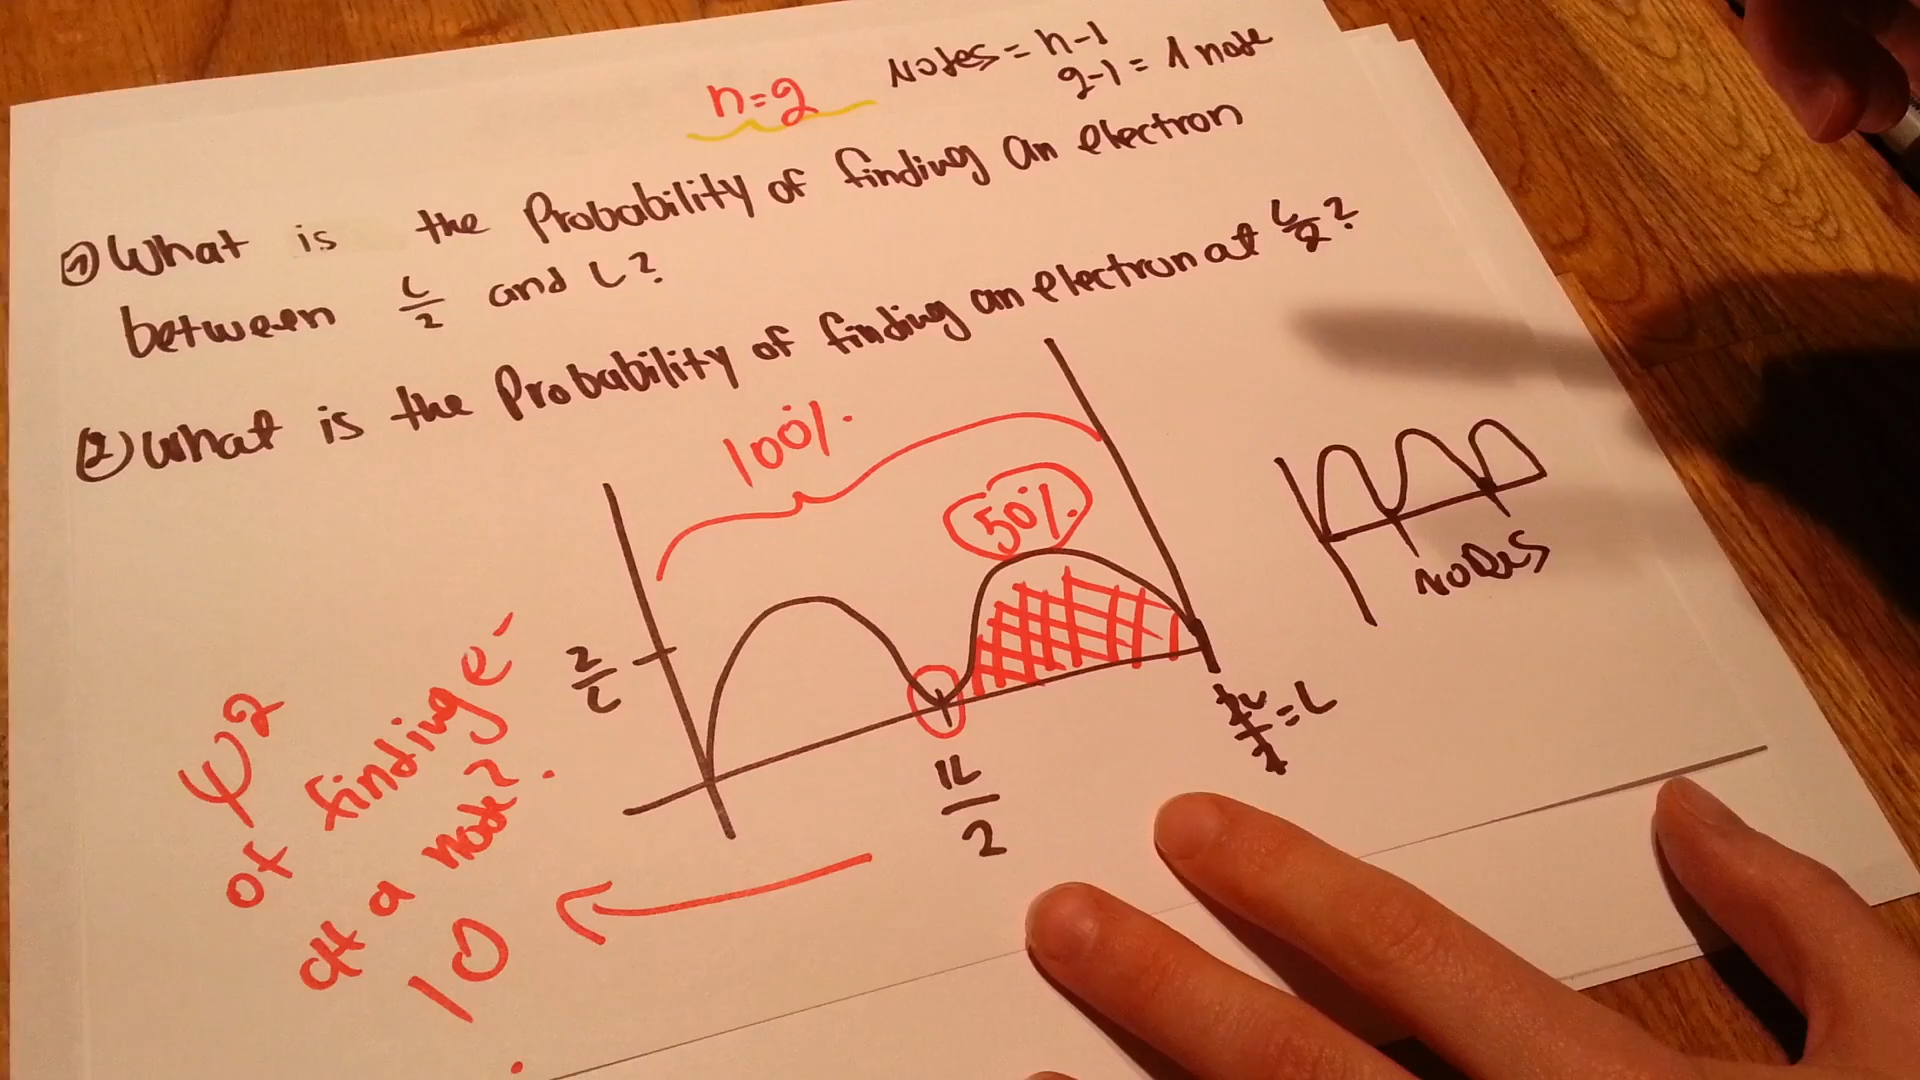 n=2
Nodes = n-1
2-1 = 1 node
① What is the Probability of finding an electron
between L/2 and L?
② What is the Probability of finding an electron at L/2?
100%
50%
2/L
1L/2
=L
NODES
ψ2
of finding e-
at a node?
10